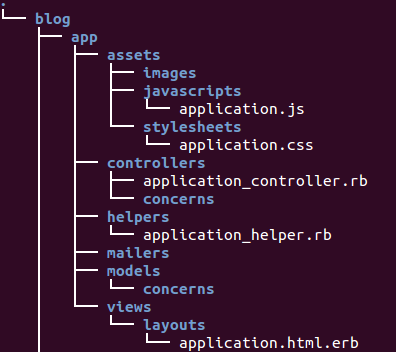 .
blog
app
assets
images
javascripts
application.js
stylesheets
application.css
controllers
application_controller.rb
concerns
helpers
application_helper.rb
mailers
models
concerns
views
layouts
application.html.erb